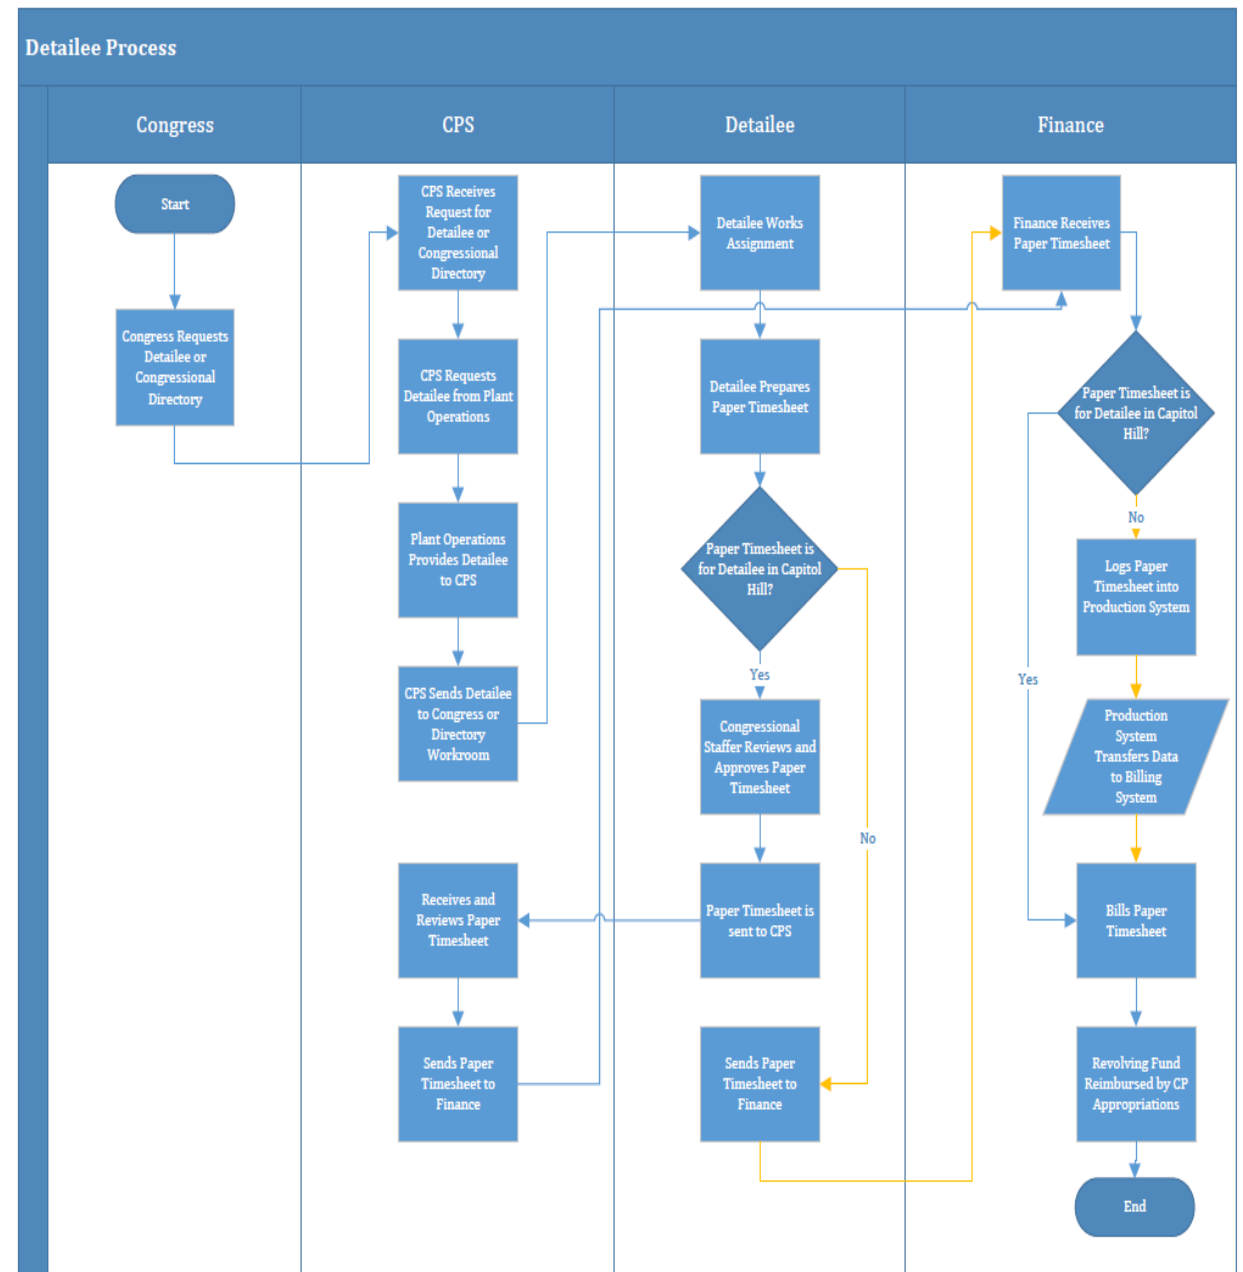 Detailee Process
Congress
CPS
Detailee
Finance
Start
Congress Requests
Detailee or
Congressional
Directory
CPS Receives
Request for
Detailee or
Congressional
Directory
CPS Requests
Detailee from Plant
Operations
Plant Operations
Provides Detailee
to CPS
CPS Sends Detailee
to Congress or
Directory
Workroom
Receives and
Reviews Paper
Timesheet
Sends Paper
Timesheet to
Finance
Detailee Works
Assignment
Detailee Prepares
Paper Timesheet
Paper Timesheet is
for Detailee in Capitol
Hill?
Yes
No
Congressional
Staffer Reviews and
Approves Paper
Timesheet
Paper Timesheet is
sent to CPS
Sends Paper
Timesheet to
Finance
Finance Receives
Paper Timesheet
Paper Timesheet is
for Detailee in Capitol
Hill?
No
Yes
Logs Paper
Timesheet into
Production System
Production
System
Transfers Data
to Billing
System
Bills Paper
Timesheet
Revolving Fund
Reimbursed by CP
Appropriations
End